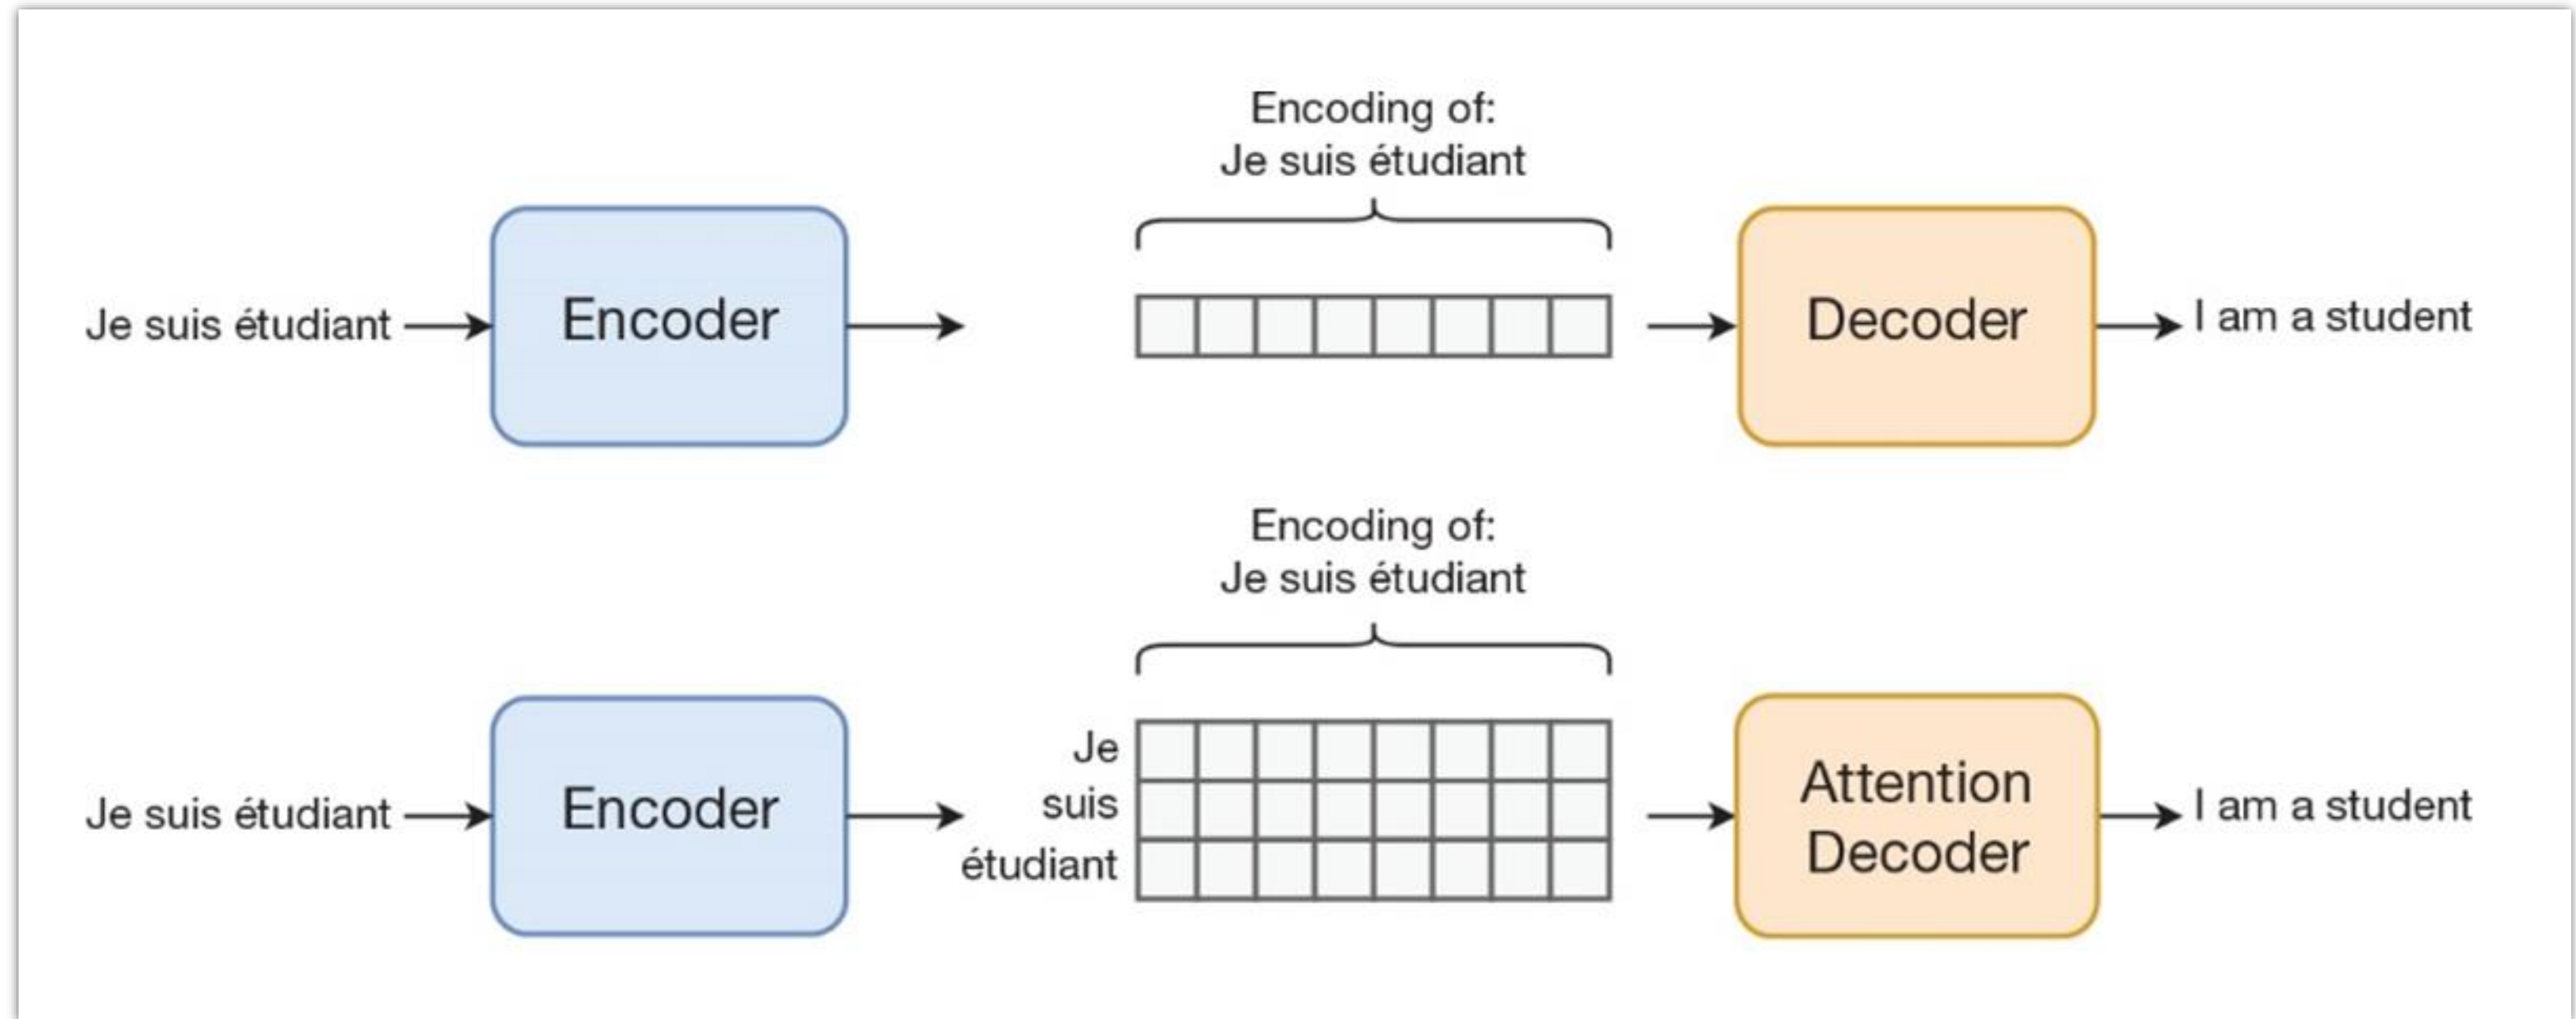 Encoding of:
Je suis étudiant
Je suis étudiant
Encoder
Decoder
I am a student
Encoding of:
Je suis étudiant
Je suis étudiant
Encoder
Je
suis
étudiant
Attention
Decoder
I am a student